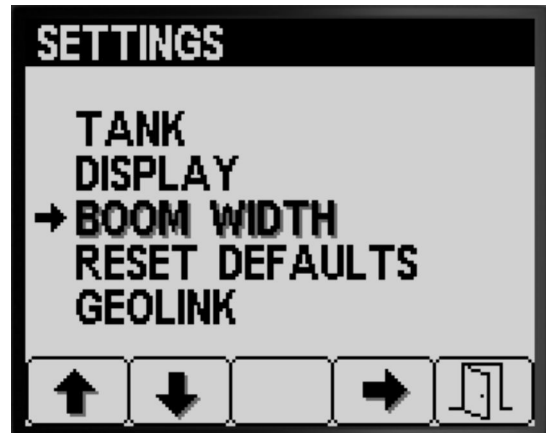 SETTINGS
TANK
DISPLAY
BOOM WIDTH
RESET DEFAULTS
GEOLINK